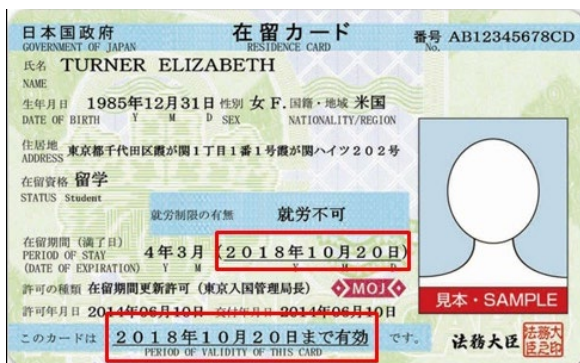 日本国政府 在留カード 番号 AB12345678CD
GOVERNMENT OF JAPAN RESIDENCE CARD No.
氏名 TURNER ELIZABETH
NAME
生年月日 1985年12月31日 性別 女 F. 国籍・地域 米国
DATE OF BIRTH Y M D SEX NATIONALITY/REGION
住居地
ADDRESS 東京都千代田区霞が関1丁目1番1号霞が関ハイツ202号
在留資格 留学
STATUS Student
就労制限の有無 就労不可
在留期間(満了日)
PERIOD OF STAY 4年3月 (2018年10月20日)
(DATE OF EXPIRATION) Y M Y M D
許可の種類 在留期間更新許可(東京入国管理局長) MOJ
許可年月日 2014年06月10日 交付年月日 2014年06月10日
見本・SAMPLE
このカードは 2018年10月20日まで有効 です。
PERIOD OF VALIDITY OF THIS CARD
法務大臣